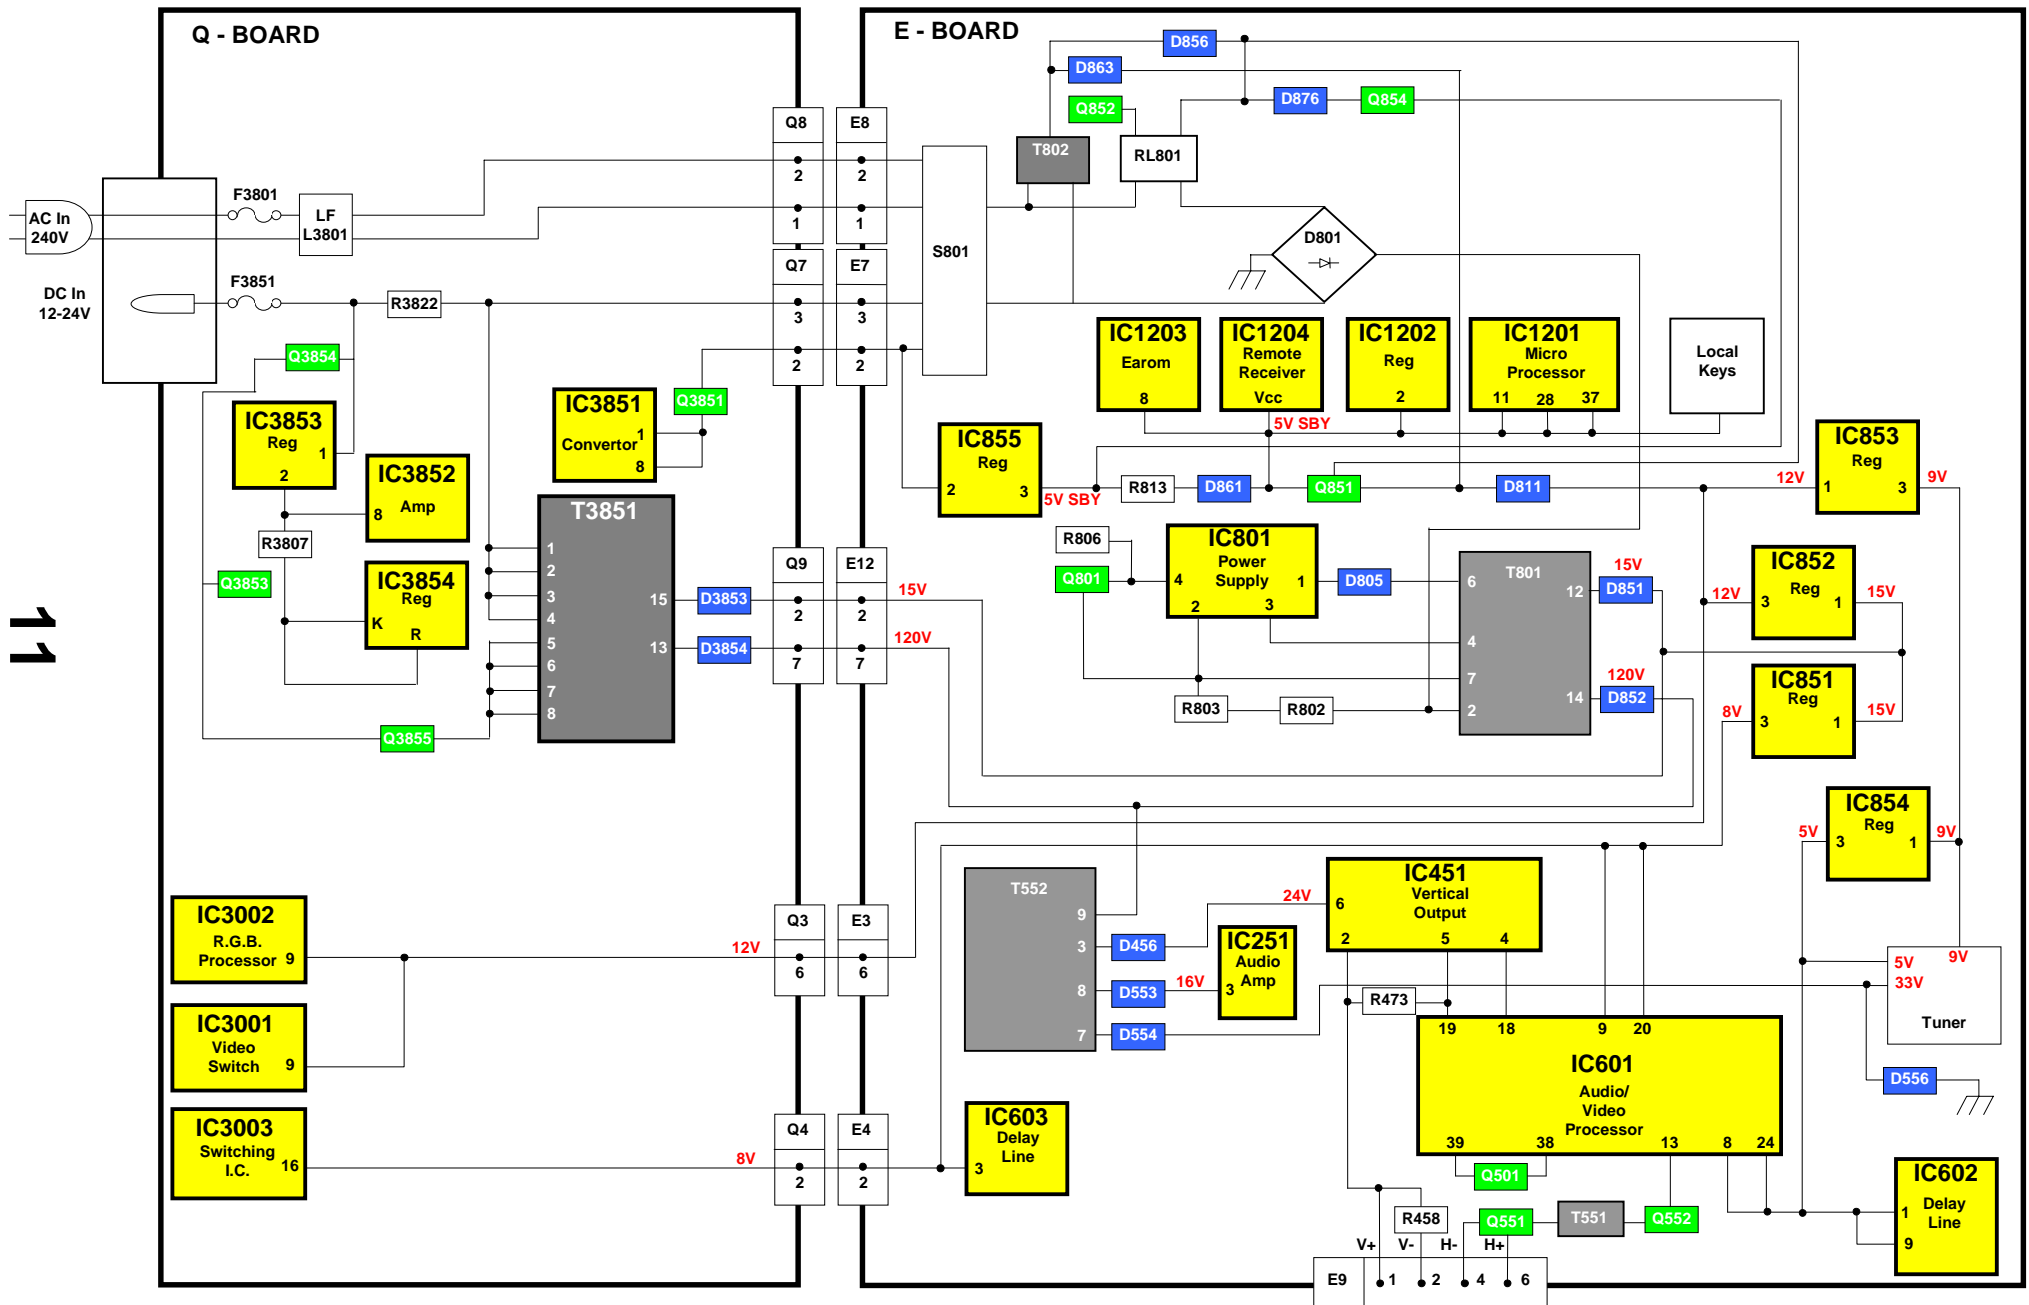 Q - BOARD
E - BOARD
D856
D863
D876
Q854
Q852
Q8
E8
T802
RL801
2
2
F3801
AC In
240V
LF
L3801
1
1
D801
S801
Q7
E7
F3851
DC In
12-24V
R3822
3
3
Q3854
2
2
IC1203
Earom
8
IC1204
Remote
Receiver
Vcc
IC1202
Reg
2
IC1201
Micro
Processor
11
28
37
Local
Keys
5V SBY
IC3851
Convertor
1
8
Q3851
IC3853
Reg
1
2
IC3852
Amp
8
IC855
Reg
2
3
5V SBY
R813
D861
Q851
D811
12V
IC853
Reg
1
3
9V
R3807
T3851
1
2
3
4
5
6
7
8
15
13
IC3854
Reg
K
R
Q3853
Q3855
D3853
D3854
Q9
E12
2
2
7
7
15V
120V
R806
Q801
IC801
Power
Supply
4
1
2
3
D805
T801
6
4
7
2
12
14
15V
D851
120V
D852
R803
R802
12V
IC852
Reg
3
1
15V
8V
IC851
Reg
3
1
15V
5V
IC854
Reg
3
1
9V
T552
9
3
8
7
D456
D553
D554
24V
16V
IC451
Vertical
Output
6
2
5
4
IC251
Audio
Amp
3
IC3002
R.G.B.
Processor
9
12V
Q3
E3
6
6
5V
9V
33V
Tuner
R473
IC3001
Video
Switch
9
19
18
9
20
IC601
Audio/
Video
Processor
39
38
13
8
24
D556
IC3003
Switching
I.C.
16
8V
Q4
E4
2
2
IC603
Delay
Line
3
Q501
IC602
Delay
Line
1
9
R458
Q551
T551
Q552
V+
V-
H-
H+
E9
1
2
4
6
11